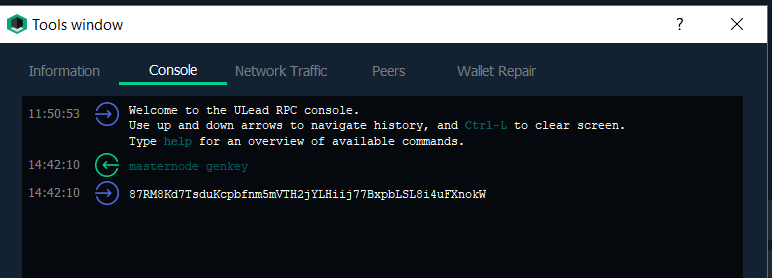 Tools window
Information Console Network Traffic Peers Wallet Repair
11:50:53 Welcome to the ULead RPC console.
Use up and down arrows to navigate history, and Ctrl-L to clear screen.
Type help for an overview of available commands.
14:42:10 masternode genkey
14:42:10 87RM8Kd7TsduKcpbfnm5mVTH2jYLHiij77BxpbLSL8i4uFXnokW